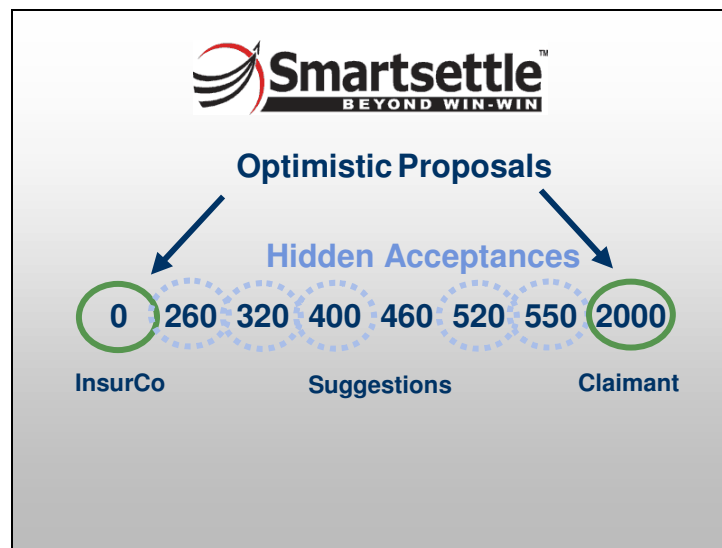 Smartsettle™
BEYOND WIN-WIN
Optimistic Proposals
Hidden Acceptances
0 260 320 400 460 520 550 2000
InsurCo Suggestions Claimant